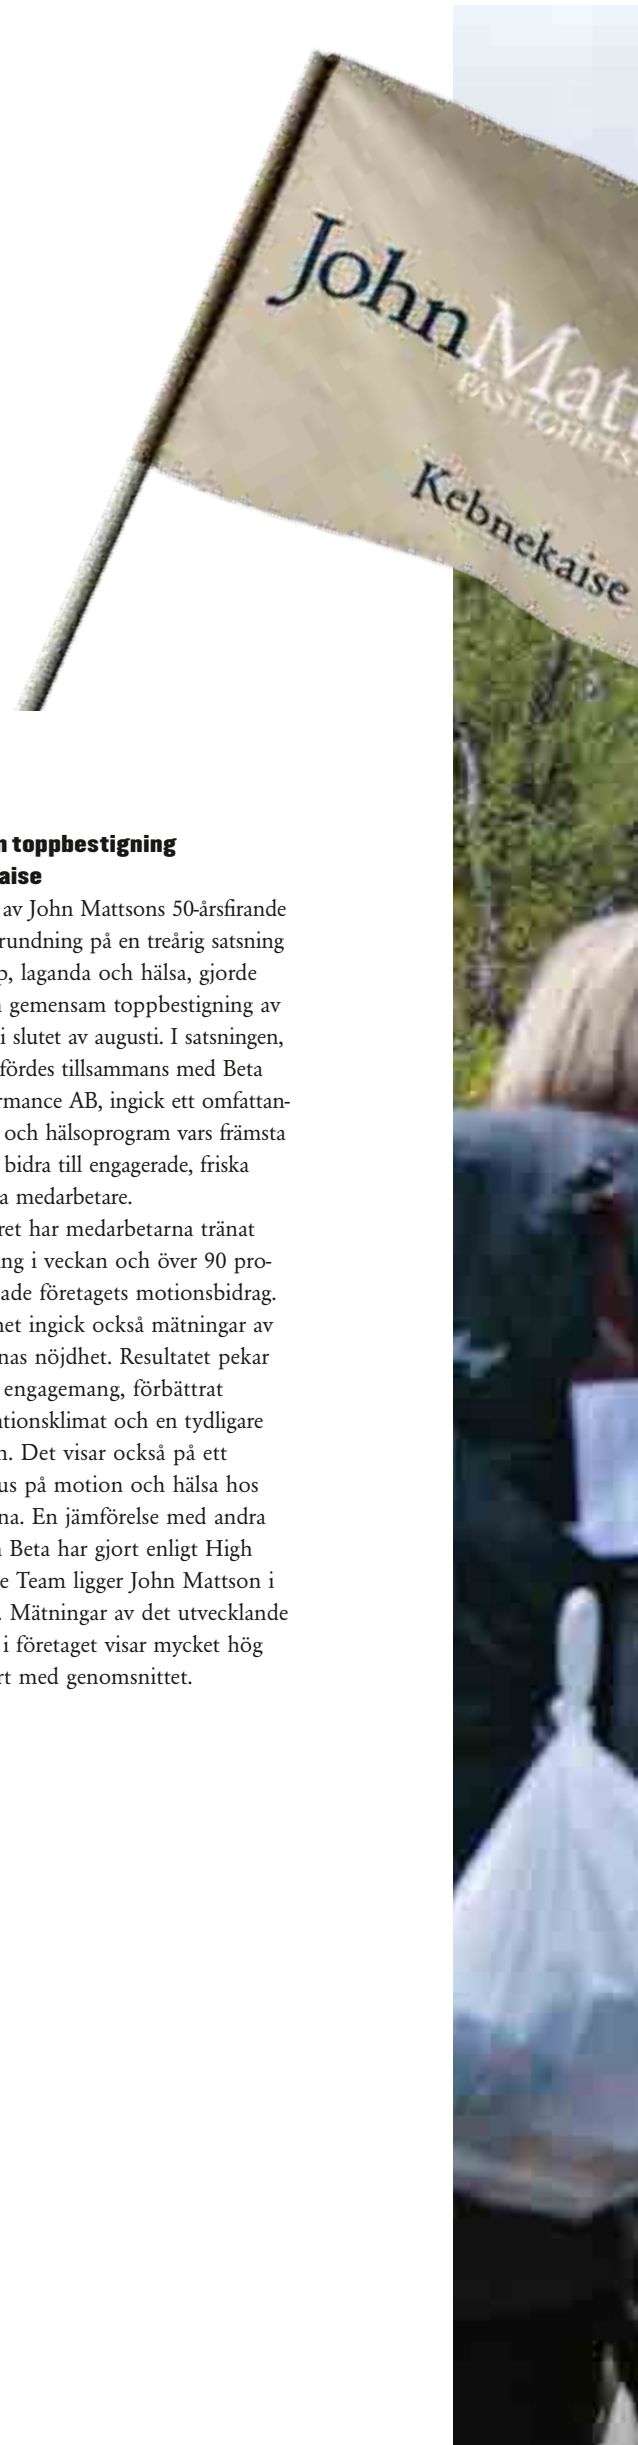 John Matt
FASTIGHETS
Kebnekaise
n toppbestigning
aise
av John Mattsons 50-årsfirande
rundning på en treårig satsning
p, laganda och hälsa, gjorde
n gemensam toppbestigning av
i slutet av augusti. I satsningen,
fördes tillsammans med Beta
rmance AB, ingick ett omfattan-
och hälsoprogram vars främsta
bidra till engagerade, friska
a medarbetare.
ret har medarbetarna tränat
ng i veckan och över 90 pro-
ade företagets motionsbidrag.
net ingick också mätningar av
nas nöjdhet. Resultatet pekar
engagemang, förbättrat
ationsklimat och en tydligare
n. Det visar också på ett
us på motion och hälsa hos
na. En jämförelse med andra
n Beta har gjort enligt High
e Team ligger John Mattson i
. Mätningar av det utvecklande
i företaget visar mycket hög
rt med genomsnittet.